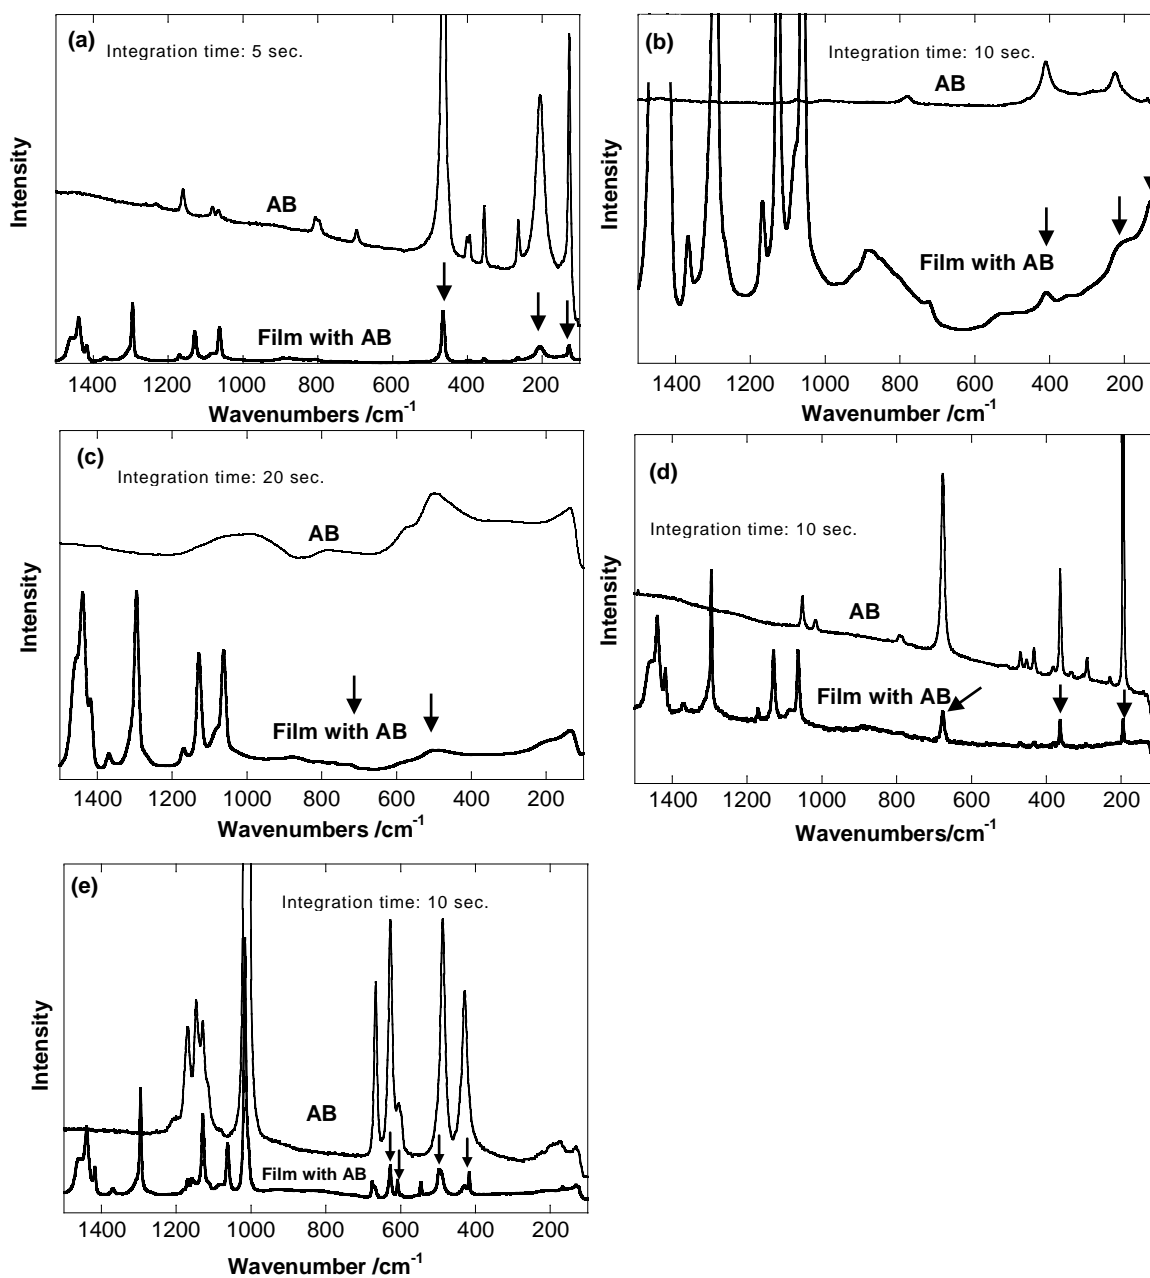 (a)
Integration time: 5 sec.
AB
Film with AB
Intensity
1400 1200 1000 800 600 400 200
Wavenumbers /cm-1
(b)
Integration time: 10 sec.
AB
Film with AB
Intensity
1400 1200 1000 800 600 400 200
Wavenumber /cm-1
(c)
Integration time: 20 sec.
AB
Film with AB
Intensity
1400 1200 1000 800 600 400 200
Wavenumbers /cm-1
(d)
Integration time: 10 sec.
AB
Film with AB
Intensity
1400 1200 1000 800 600 400 200
Wavenumbers/cm-1
(e)
Integration time: 10 sec.
AB
Film with AB
Intensity
1400 1200 1000 800 600 400 200
Wavenumber /cm-1